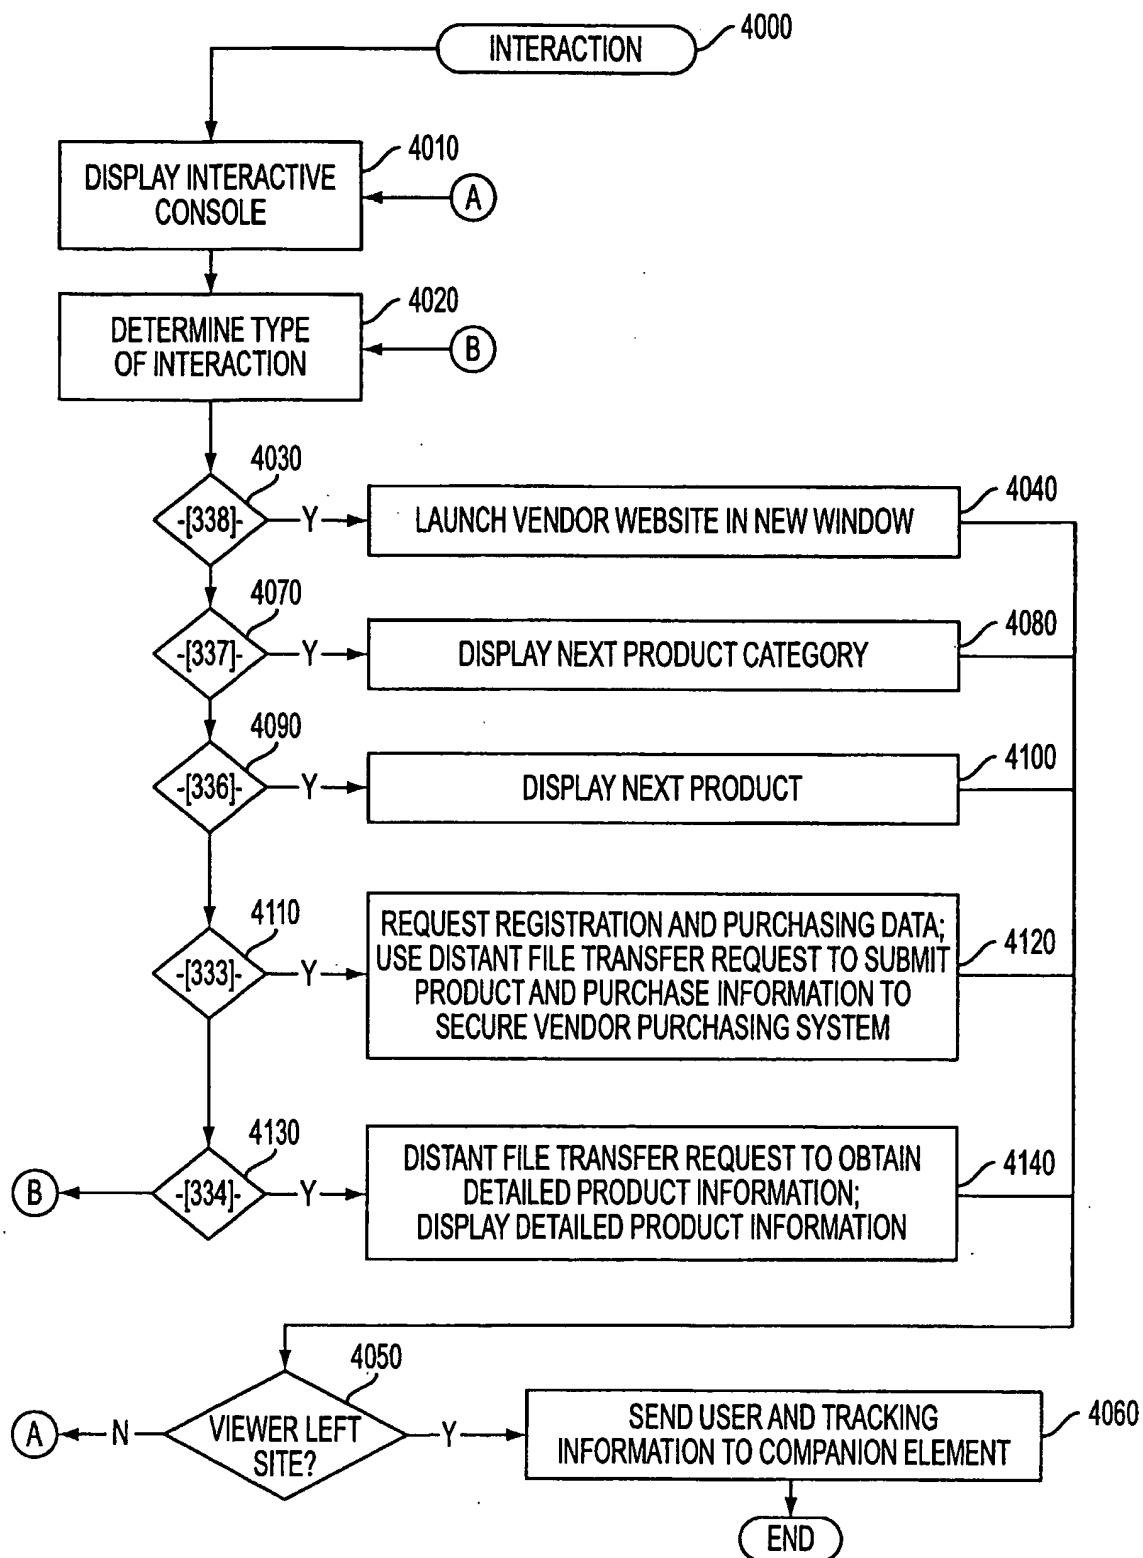 INTERACTION
4000
4010
DISPLAY INTERACTIVE
CONSOLE
A
4020
DETERMINE TYPE
OF INTERACTION
B
4030
-[338]-
Y
LAUNCH VENDOR WEBSITE IN NEW WINDOW
4040
4070
-[337]-
Y
DISPLAY NEXT PRODUCT CATEGORY
4080
4090
-[336]-
Y
DISPLAY NEXT PRODUCT
4100
4110
-[333]-
Y
REQUEST REGISTRATION AND PURCHASING DATA;
USE DISTANT FILE TRANSFER REQUEST TO SUBMIT
PRODUCT AND PURCHASE INFORMATION TO
SECURE VENDOR PURCHASING SYSTEM
4120
4130
B
-[334]-
Y
DISTANT FILE TRANSFER REQUEST TO OBTAIN
DETAILED PRODUCT INFORMATION;
DISPLAY DETAILED PRODUCT INFORMATION
4140
4050
A
N
VIEWER LEFT
SITE?
Y
SEND USER AND TRACKING
INFORMATION TO COMPANION ELEMENT
4060
END